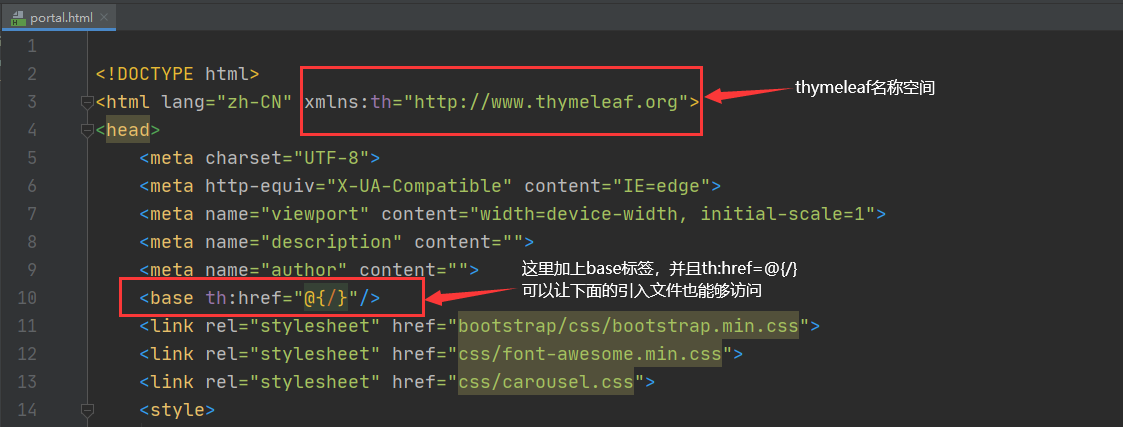 portal.html
1
2 <!DOCTYPE html>
3 <html lang="zh-CN" xmlns:th="http://www.thymeleaf.org">
thymeleaf名称空间
4 <head>
5 <meta charset="UTF-8">
6 <meta http-equiv="X-UA-Compatible" content="IE=edge">
7 <meta name="viewport" content="width=device-width, initial-scale=1">
8 <meta name="description" content="">
9 <meta name="author" content="">
这里加上base标签，并且th:href=@{/}
可以让下面的引入文件也能够访问
10 <base th:href="@{/}"/>
11 <link rel="stylesheet" href="bootstrap/css/bootstrap.min.css">
12 <link rel="stylesheet" href="css/font-awesome.min.css">
13 <link rel="stylesheet" href="css/carousel.css">
14 <style>